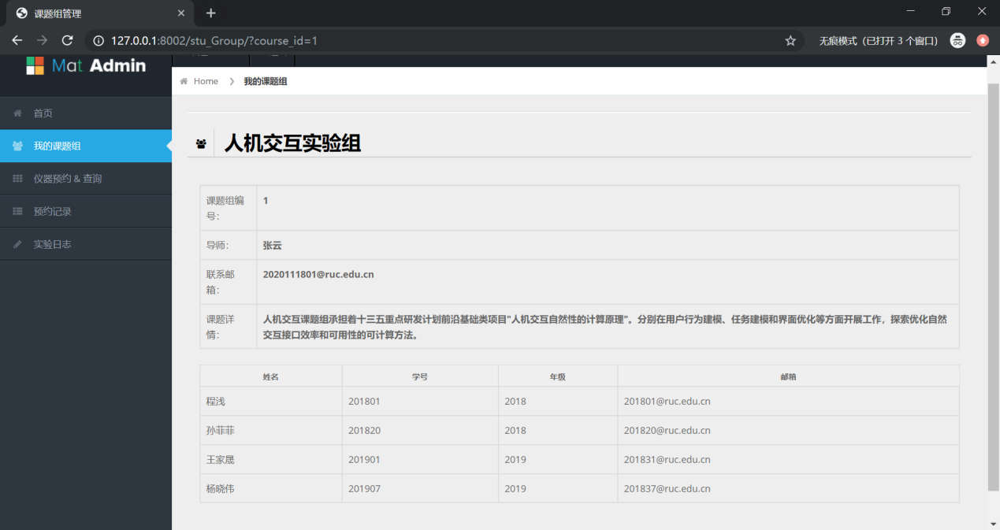 课题组管理
127.0.0.1:8002/stu_Group/?course_id=1
无痕模式（已打开 3 个窗口）
Mat Admin
Home
我的课题组
首页
我的课题组
仪器预约 & 查询
预约记录
实验日志
人机交互实验组
课题组编
号：
1
导师：
张云
联系邮
箱：
2020111801@ruc.edu.cn
课题详
情：
人机交互课题组承担着十三五重点研发计划前沿基础类项目"人机交互自然性的计算原理"。分别在用户行为建模、任务建模和界面优化等方面开展工作，探索优化自然
交互接口效率和可用性的可计算方法。
姓名 学号 年级 邮箱
程浅 201801 2018 201801@ruc.edu.cn
孙菲菲 201820 2018 201820@ruc.edu.cn
王家晟 201901 2019 201831@ruc.edu.cn
杨晓伟 201907 2019 201837@ruc.edu.cn